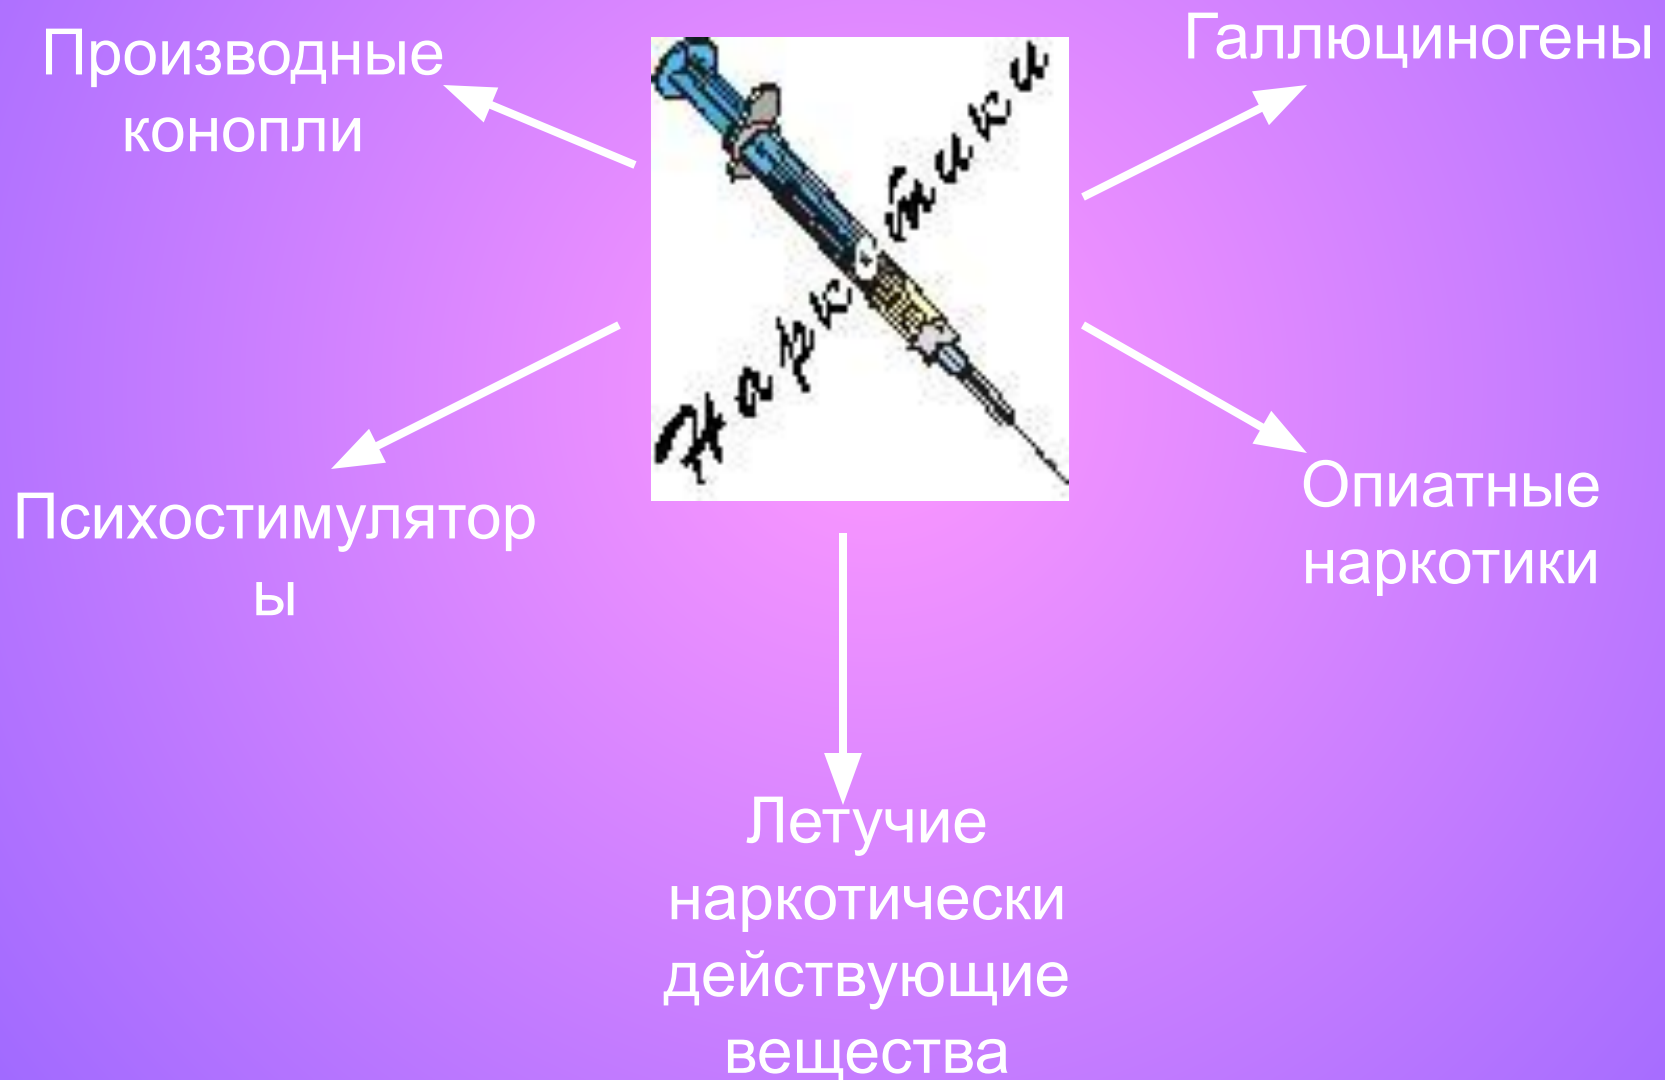 Производные
конопли
Наркотики
Галлюциногены
Психостимулятор
ы
Опиатные
наркотики
Летучие
наркотически
действующие
вещества